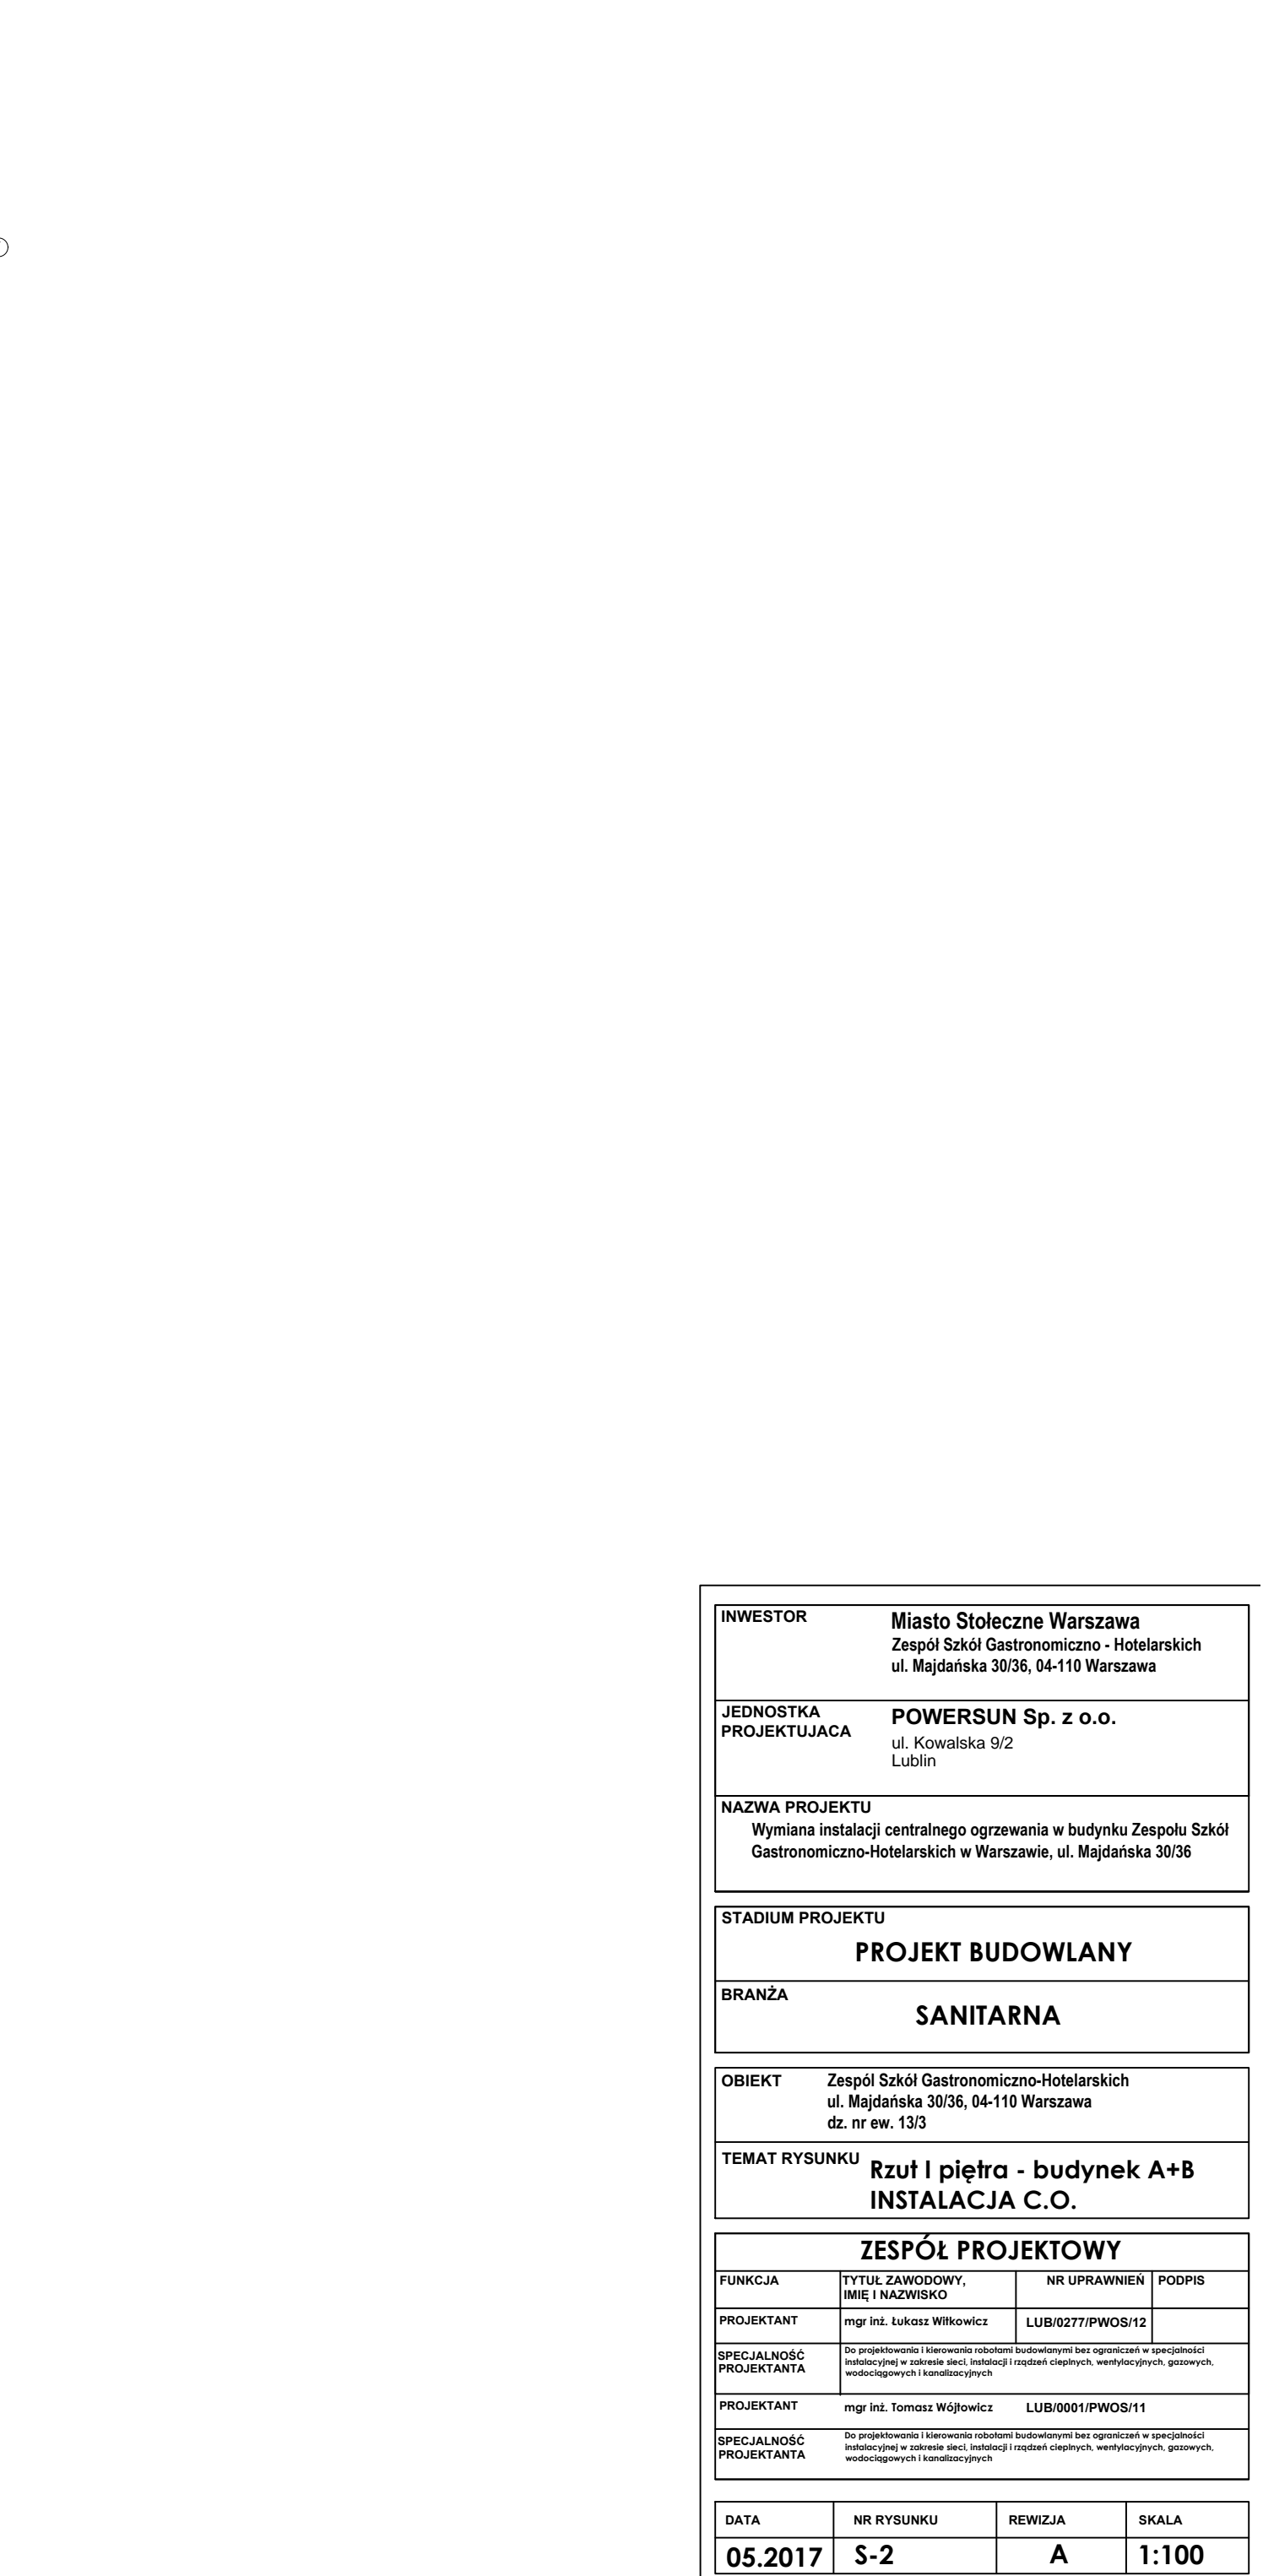 INWESTOR
Miasto Stołeczne Warszawa
Zespół Szkół Gastronomiczno - Hotelarskich
ul. Majdańska 30/36, 04-110 Warszawa
JEDNOSTKA
PROJEKTUJACA
POWERSUN Sp. z o.o.
ul. Kowalska 9/2
Lublin
NAZWA PROJEKTU
Wymiana instalacji centralnego ogrzewania w budynku Zespołu Szkół
Gastronomiczno-Hotelarskich w Warszawie, ul. Majdańska 30/36
STADIUM PROJEKTU
PROJEKT BUDOWLANY
BRANŻA
SANITARNA
OBIEKT
Zespól Szkół Gastronomiczno-Hotelarskich
ul. Majdańska 30/36, 04-110 Warszawa
dz. nr ew. 13/3
TEMAT RYSUNKU
Rzut I piętra - budynek A+B
INSTALACJA C.O.
ZESPÓŁ PROJEKTOWY
FUNKCJA
TYTUŁ ZAWODOWY,
IMIĘ I NAZWISKO
NR UPRAWNIEŃ
PODPIS
PROJEKTANT
mgr inż. Łukasz Witkowicz
LUB/0277/PWOS/12
SPECJALNOŚĆ
PROJEKTANTA
Do projektowania i kierowania robotami budowlanymi bez ograniczeń w specjalności
instalacyjnej w zakresie sieci, instalacji i rządzeń cieplnych, wentylacyjnych, gazowych,
wodociągowych i kanalizacyjnych
PROJEKTANT
mgr inż. Tomasz Wójtowicz
LUB/0001/PWOS/11
SPECJALNOŚĆ
PROJEKTANTA
Do projektowania i kierowania robotami budowlanymi bez ograniczeń w specjalności
instalacyjnej w zakresie sieci, instalacji i rządzeń cieplnych, wentylacyjnych, gazowych,
wodociągowych i kanalizacyjnych
DATA
NR RYSUNKU
REWIZJA
SKALA
05.2017
S-2
A
1:100